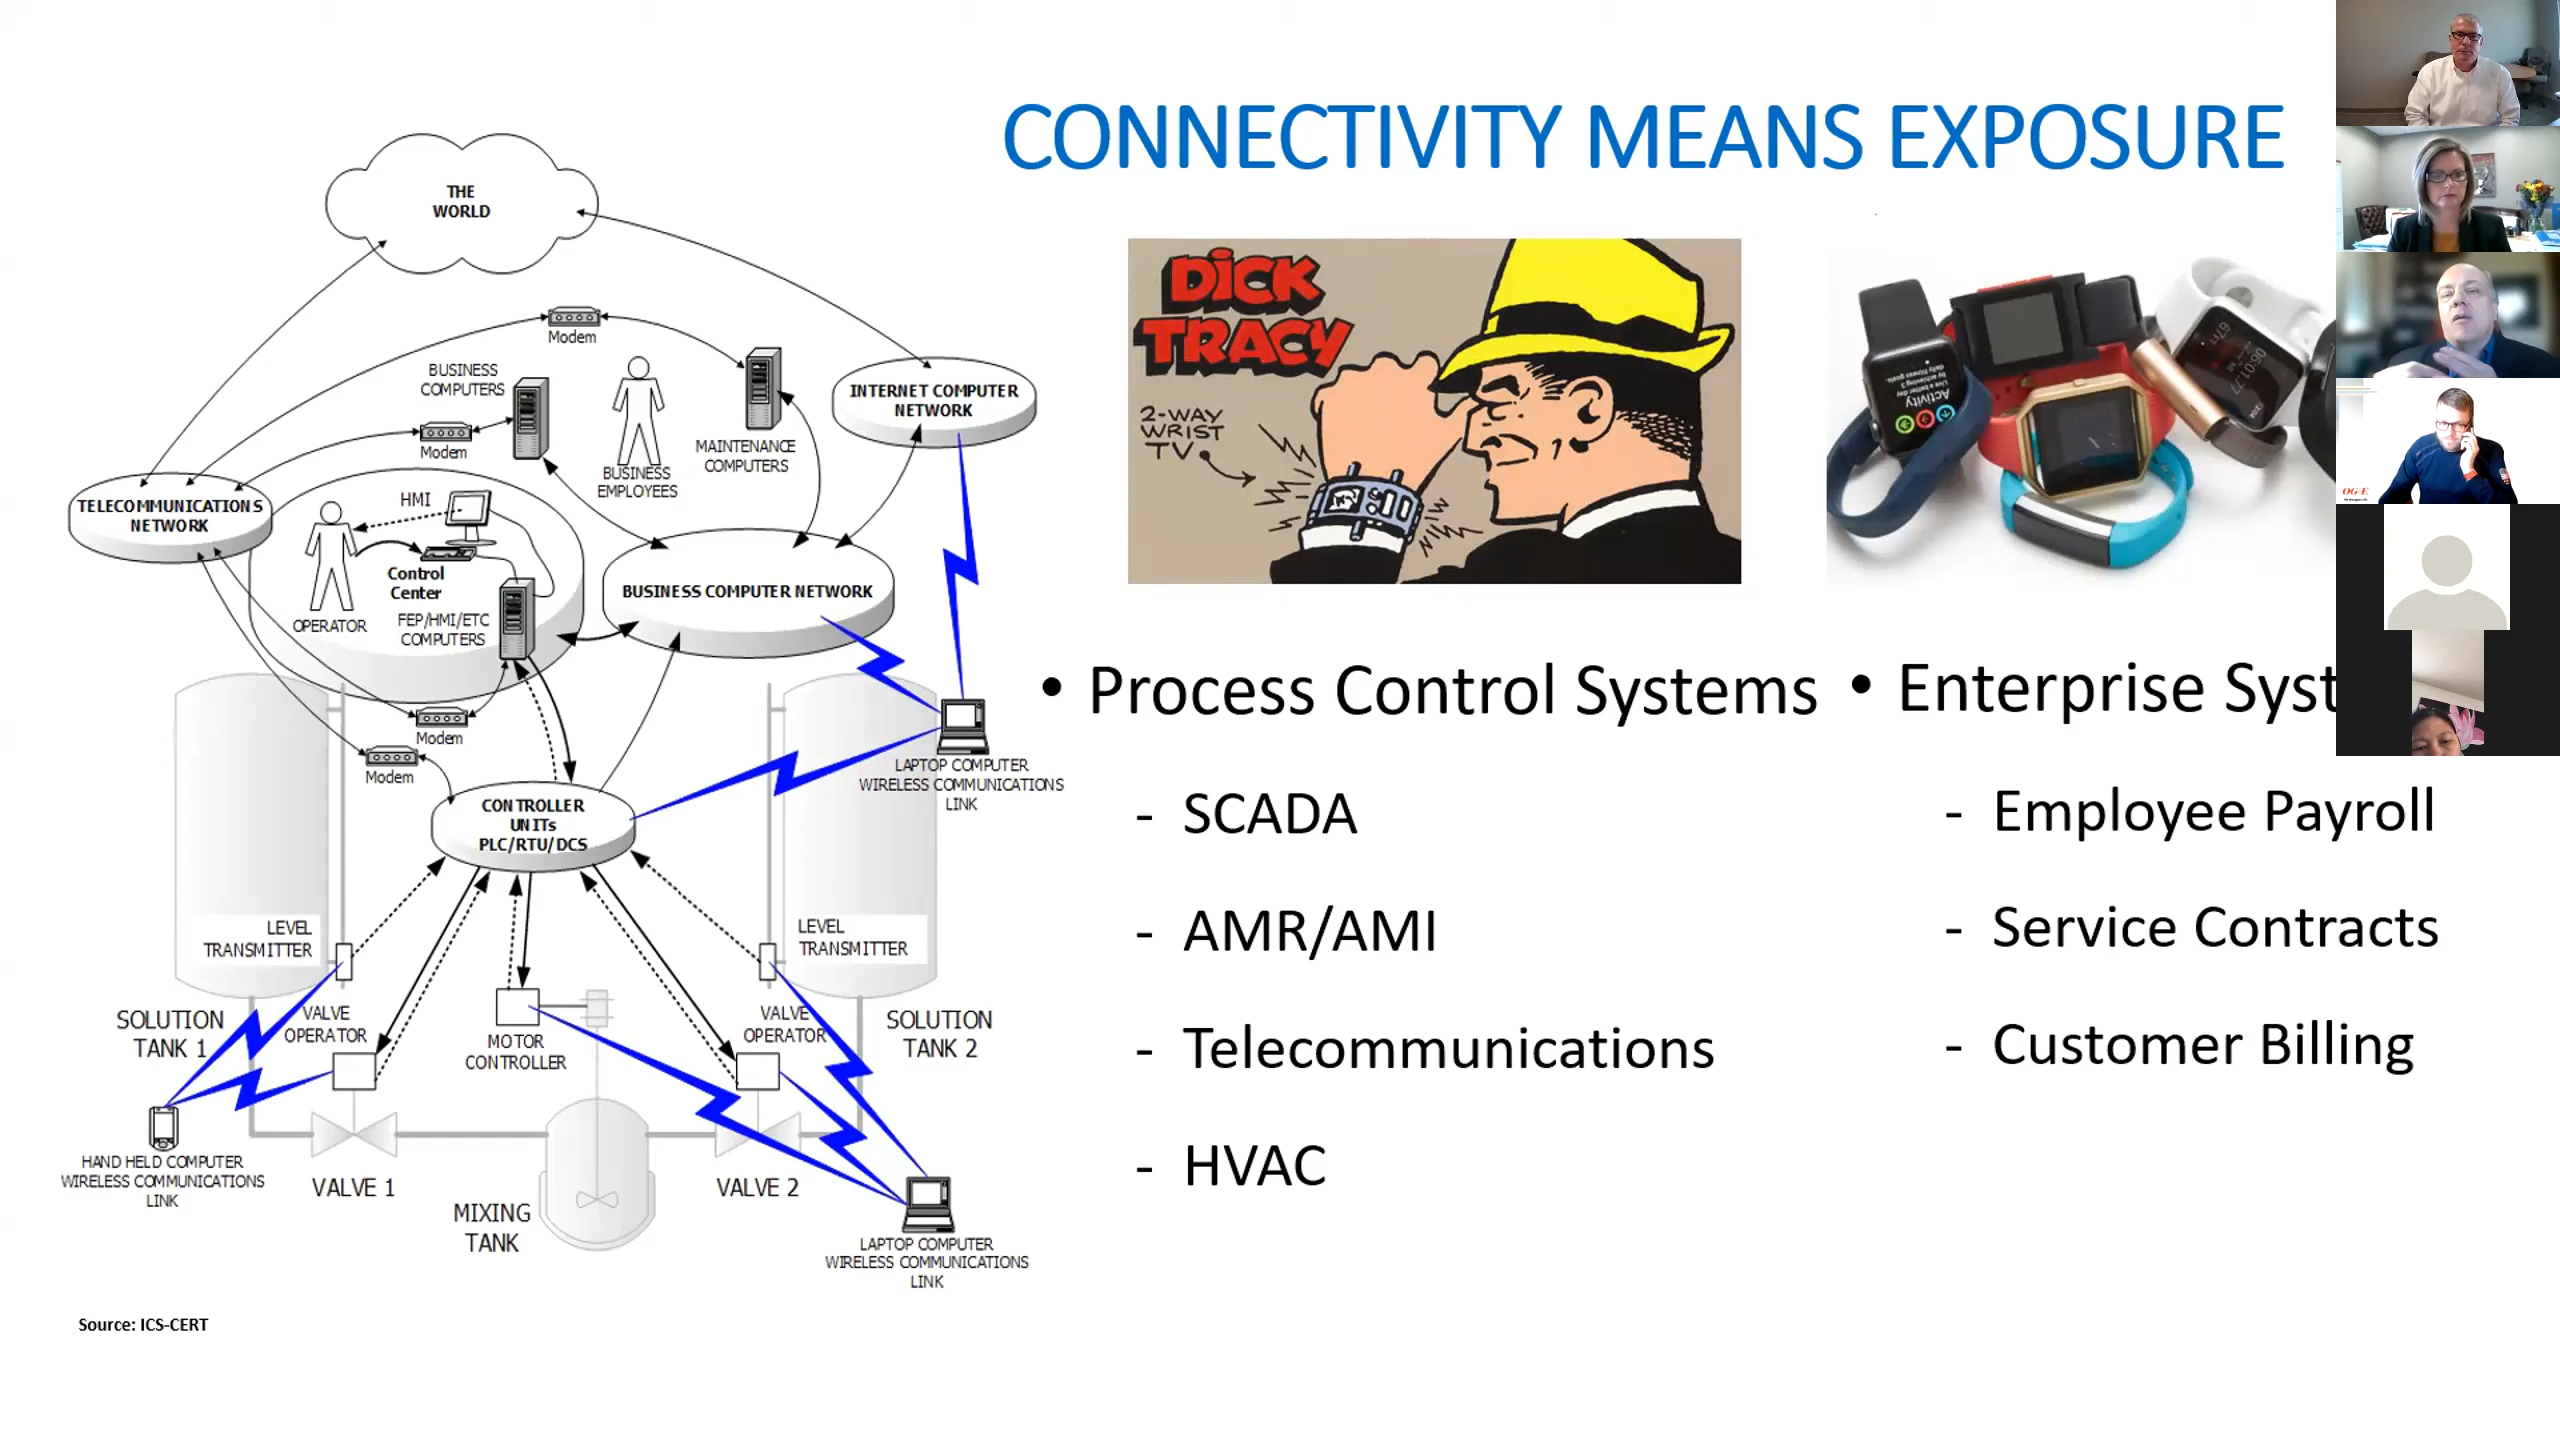 CONNECTIVITY MEANS EXPOSURE
THE
WORLD
Modem
BUSINESS
COMPUTERS
Modem
BUSINESS
EMPLOYEES
MAINTENANCE
COMPUTERS
INTERNET COMPUTER
NETWORK
TELECOMMUNICATIONS
NETWORK
HMI
Control
Center
OPERATOR
FEP/HMI/ETC
COMPUTERS
BUSINESS COMPUTER NETWORK
Modem
Modem
LAPTOP COMPUTER
WIRELESS COMMUNICATIONS
LINK
CONTROLLER
UNITs
PLC/RTU/DCS
LEVEL
TRANSMITTER
LEVEL
TRANSMITTER
SOLUTION
TANK 1
VALVE
OPERATOR
MOTOR
CONTROLLER
VALVE
OPERATOR
SOLUTION
TANK 2
HAND HELD COMPUTER
WIRELESS COMMUNICATIONS
LINK
VALVE 1
MIXING
TANK
VALVE 2
LAPTOP COMPUTER
WIRELESS COMMUNICATIONS
LINK
Source: ICS-CERT
DICK
TRACY
2-WAY
WRIST
TV
Activity
• Process Control Systems
- SCADA
- AMR/AMI
- Telecommunications
- HVAC
• Enterprise Syst
- Employee Payroll
- Service Contracts
- Customer Billing
OG+E